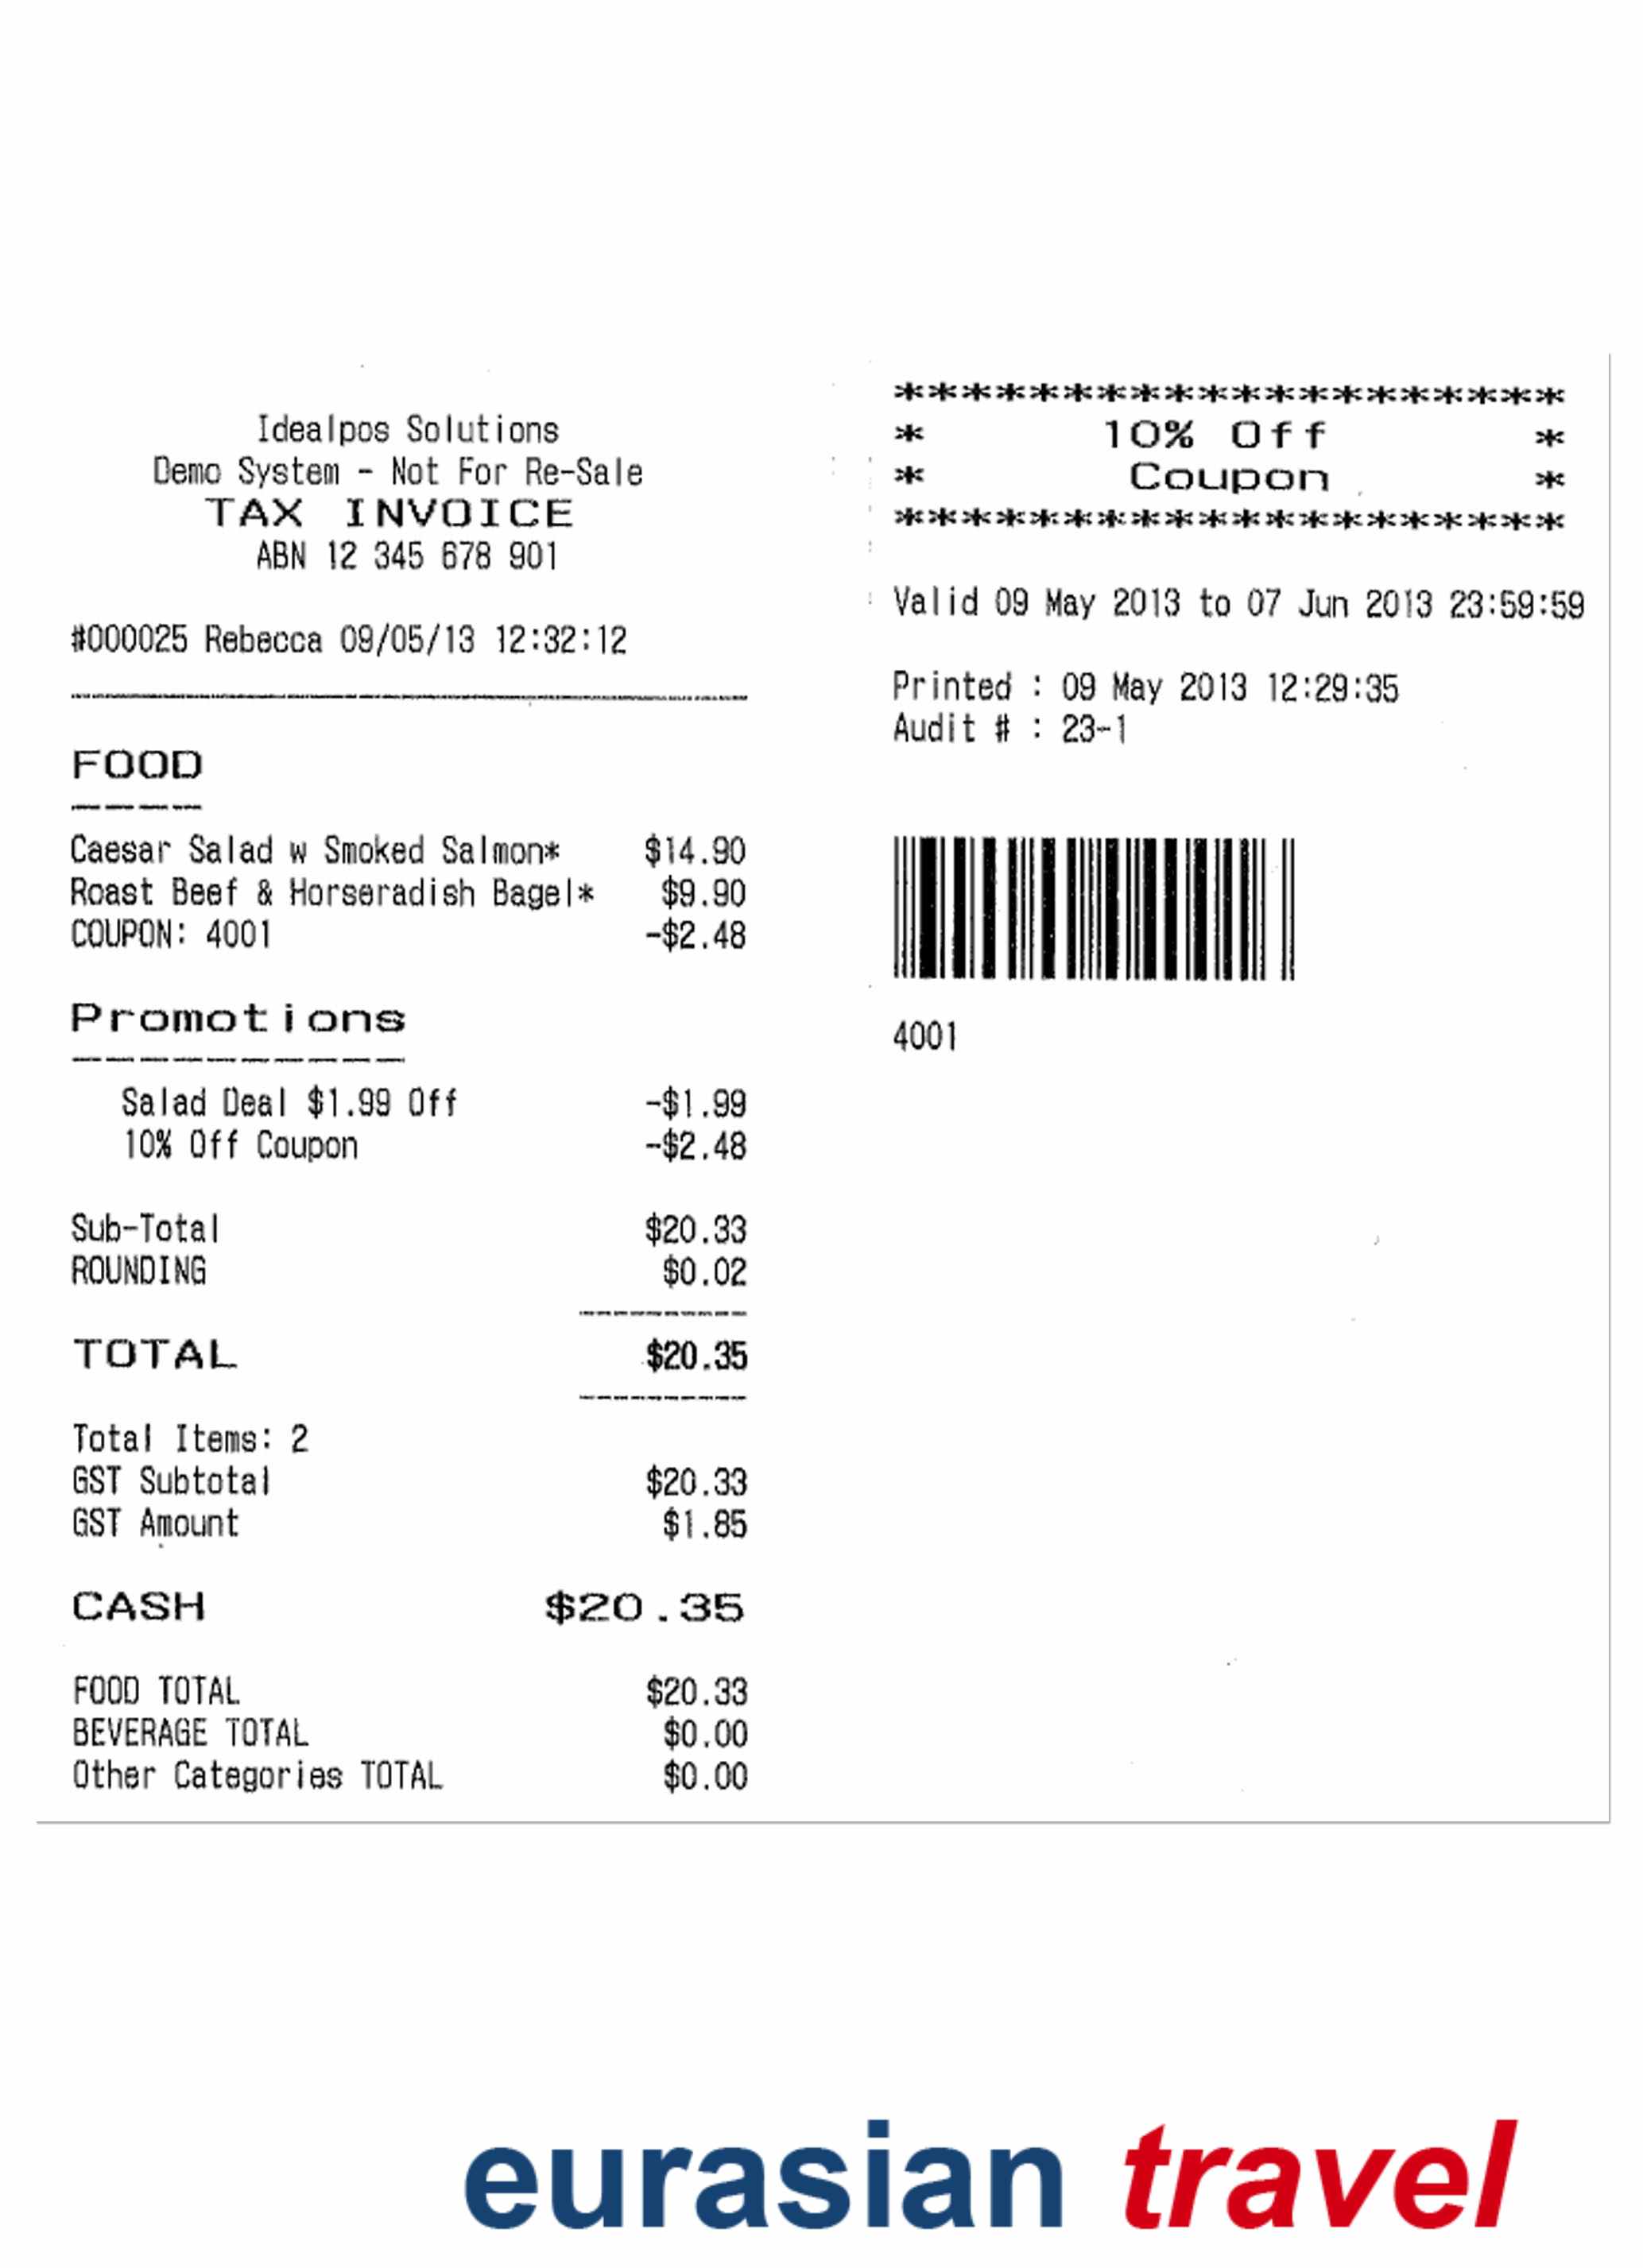 Idealpos Solutions
Demo System - Not For Re-Sale
TAX INVOICE
ABN 12 345 678 901
#000025 Rebecca 09/05/13 12:32:12
FOOD
Caesar Salad w Smoked Salmon* $14.90
Roast Beef & Horseradish Bagel* $9.90
COUPON: 4001 -$2.48
Promotions
Salad Deal $1.99 Off -$1.99
10% Off Coupon -$2.48
Sub-Total $20.33
ROUNDING $0.02
TOTAL $20.35
Total Items: 2
GST Subtotal $20.33
GST Amount $1.85
CASH $20.35
FOOD TOTAL $20.33
BEVERAGE TOTAL $0.00
Other Categories TOTAL $0.00
********************
* 10% Off *
* Coupon *
********************
Valid 09 May 2013 to 07 Jun 2013 23:59:59
Printed : 09 May 2013 12:29:35
Audit # : 23-1
4001
eurasian travel